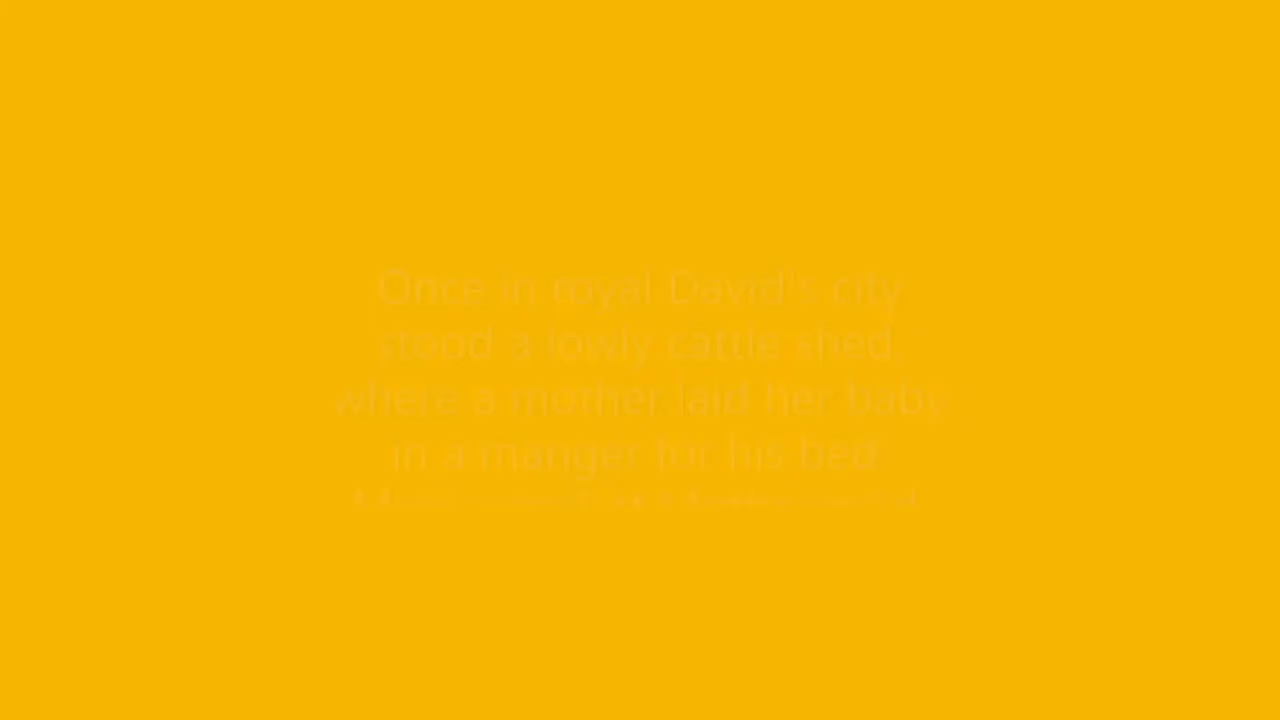 Once in royal David's city
stood a lowly cattle shed
where a mother laid her baby
in a manger for his bed